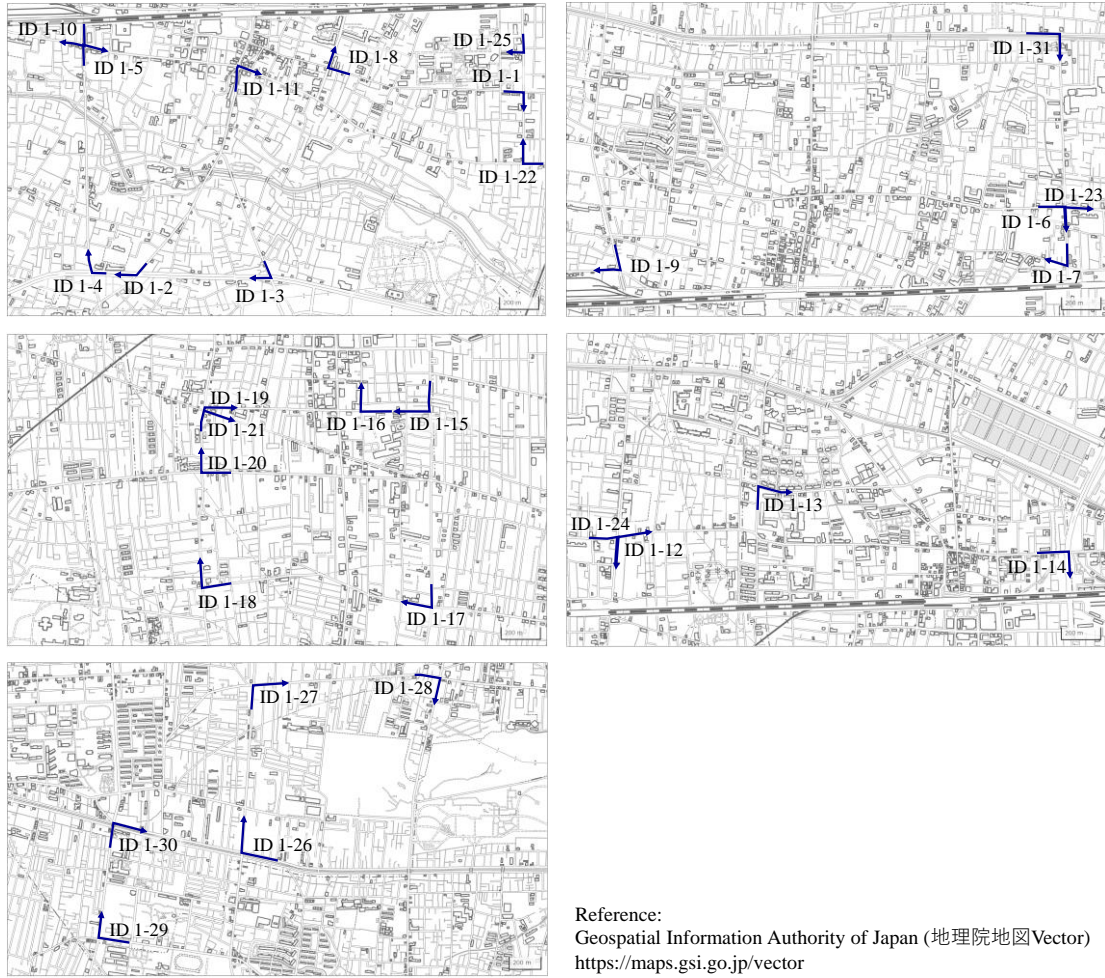 ID 1-10
ID 1-5
ID 1-11
ID 1-8
ID 1-25
ID 1-1
ID 1-22
ID 1-4
ID 1-2
ID 1-3
200 m
ID 1-31
ID 1-23
ID 1-6
ID 1-9
ID 1-7
200 m
ID 1-19
ID 1-21
ID 1-16
ID 1-15
ID 1-20
ID 1-18
ID 1-17
200 m
ID 1-13
ID 1-24
ID 1-12
ID 1-14
200 m
ID 1-27
ID 1-28
ID 1-30
ID 1-26
ID 1-29
200 m
Reference:
Geospatial Information Authority of Japan (地理院地図Vector)
https://maps.gsi.go.jp/vector